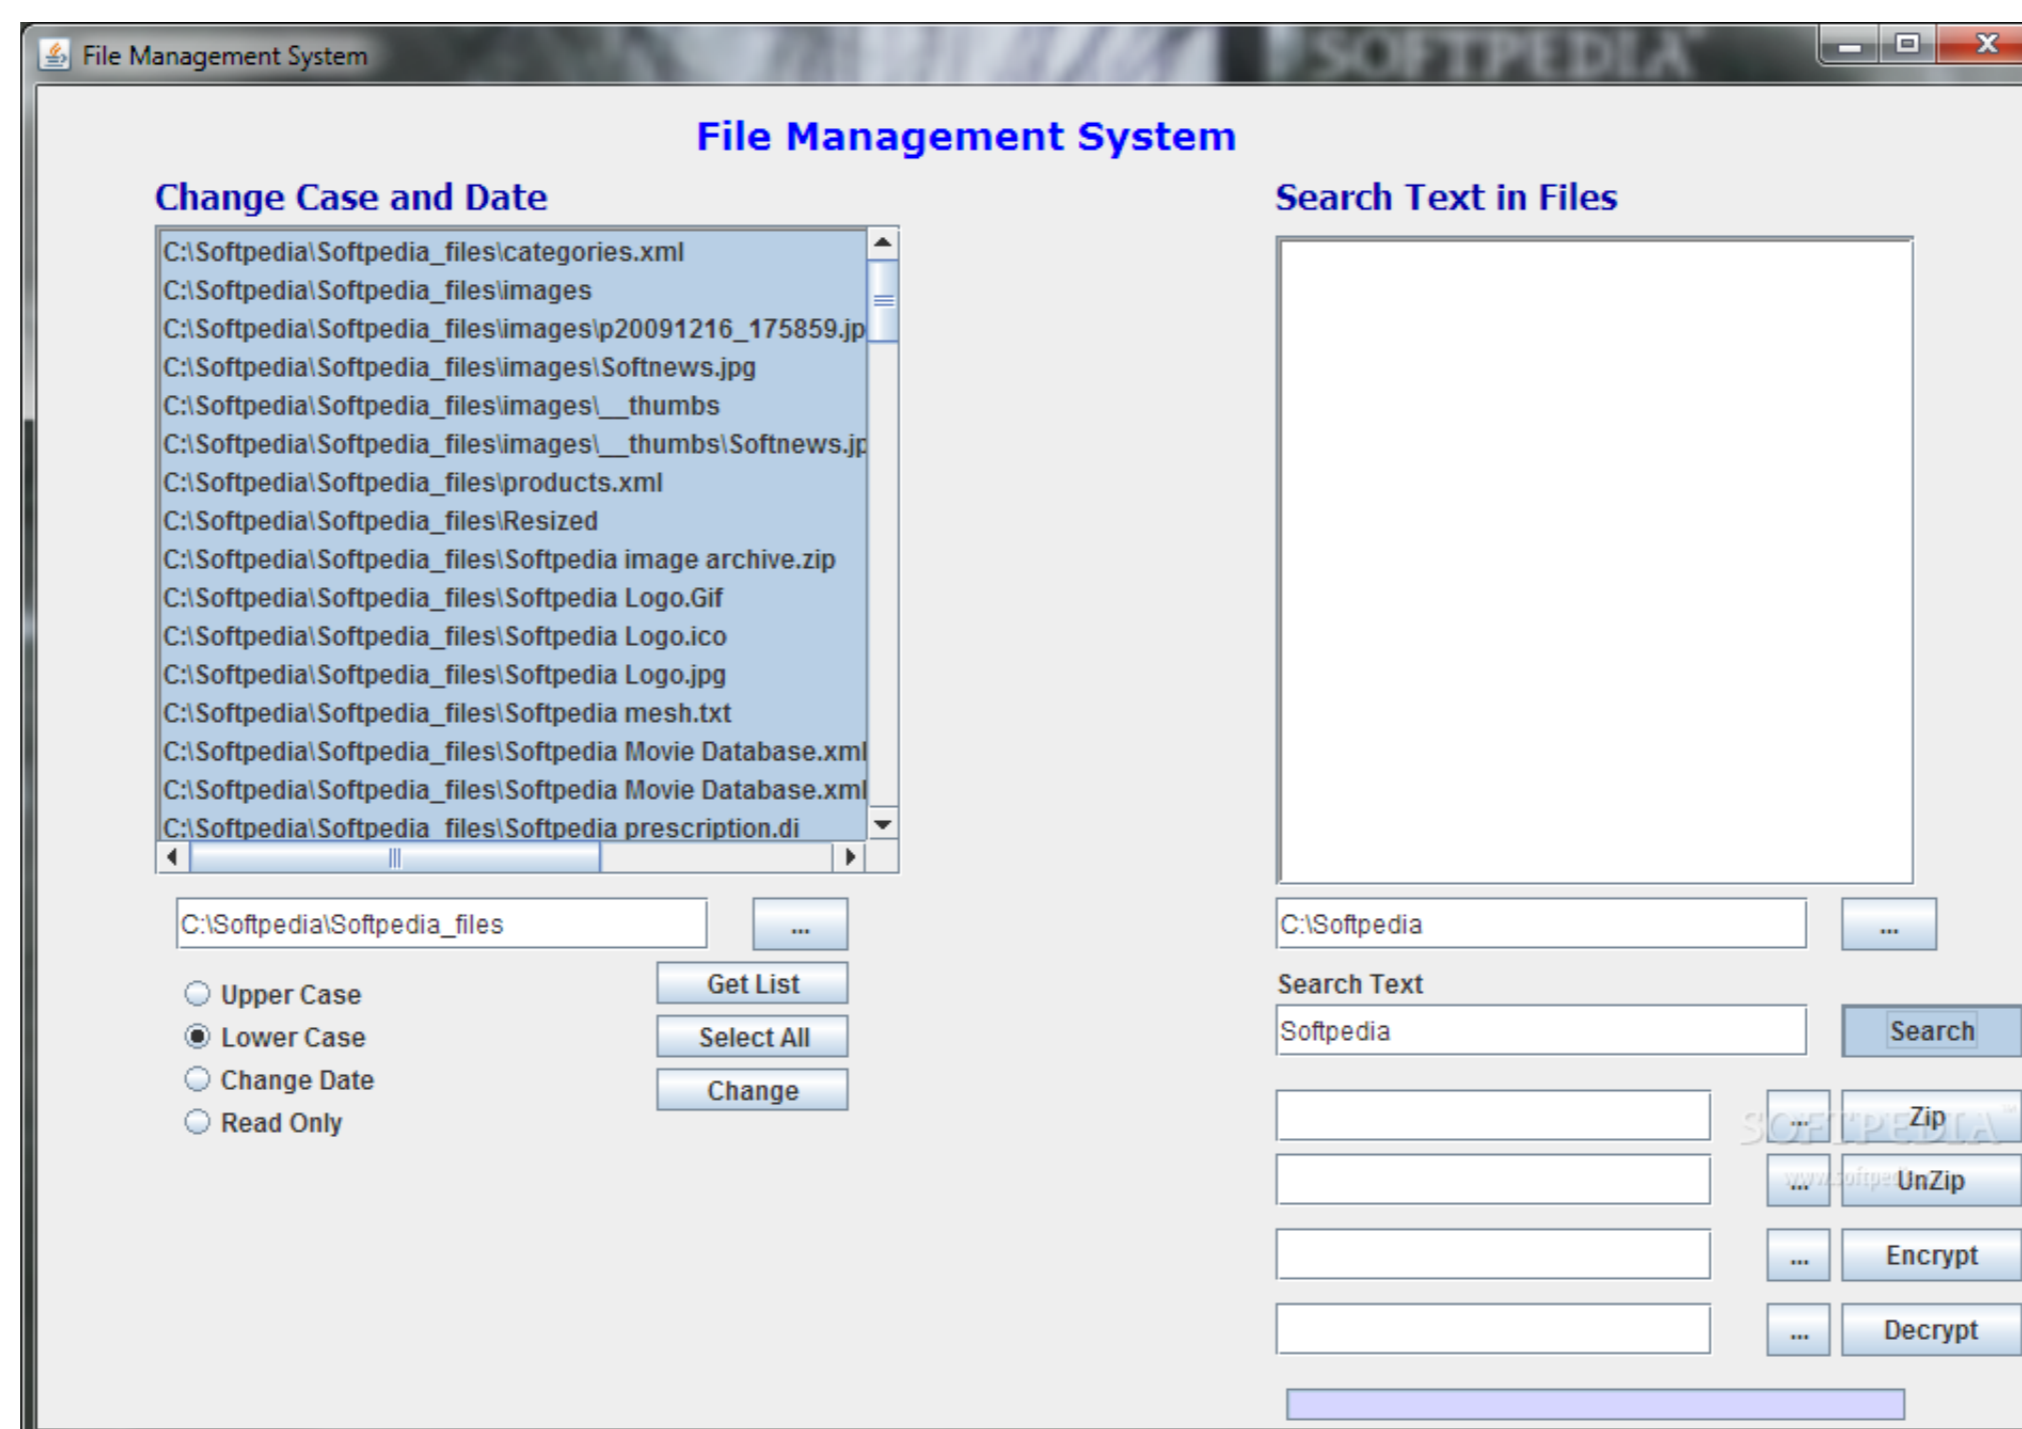 File Management System
SOFTPEDIA
File Management System
Change Case and Date
C:\Softpedia\Softpedia_files\categories.xml
C:\Softpedia\Softpedia_files\images
C:\Softpedia\Softpedia_files\images\p20091216_175859.jp
C:\Softpedia\Softpedia_files\images\Softnews.jpg
C:\Softpedia\Softpedia_files\images\__thumbs
C:\Softpedia\Softpedia_files\images\__thumbs\Softnews.jp
C:\Softpedia\Softpedia_files\products.xml
C:\Softpedia\Softpedia_files\Resized
C:\Softpedia\Softpedia_files\Softpedia image archive.zip
C:\Softpedia\Softpedia_files\Softpedia Logo.Gif
C:\Softpedia\Softpedia_files\Softpedia Logo.ico
C:\Softpedia\Softpedia_files\Softpedia Logo.jpg
C:\Softpedia\Softpedia_files\Softpedia mesh.txt
C:\Softpedia\Softpedia_files\Softpedia Movie Database.xml
C:\Softpedia\Softpedia_files\Softpedia Movie Database.xml
C:\Softpedia\Softpedia_files\Softpedia prescription.di
C:\Softpedia\Softpedia_files
...
Upper Case
Lower Case
Change Date
Read Only
Get List
Select All
Change
Search Text in Files
C:\Softpedia
...
Search Text
Softpedia
Search
... Zip
SOFTPEDIA
... UnZip
... Encrypt
... Decrypt